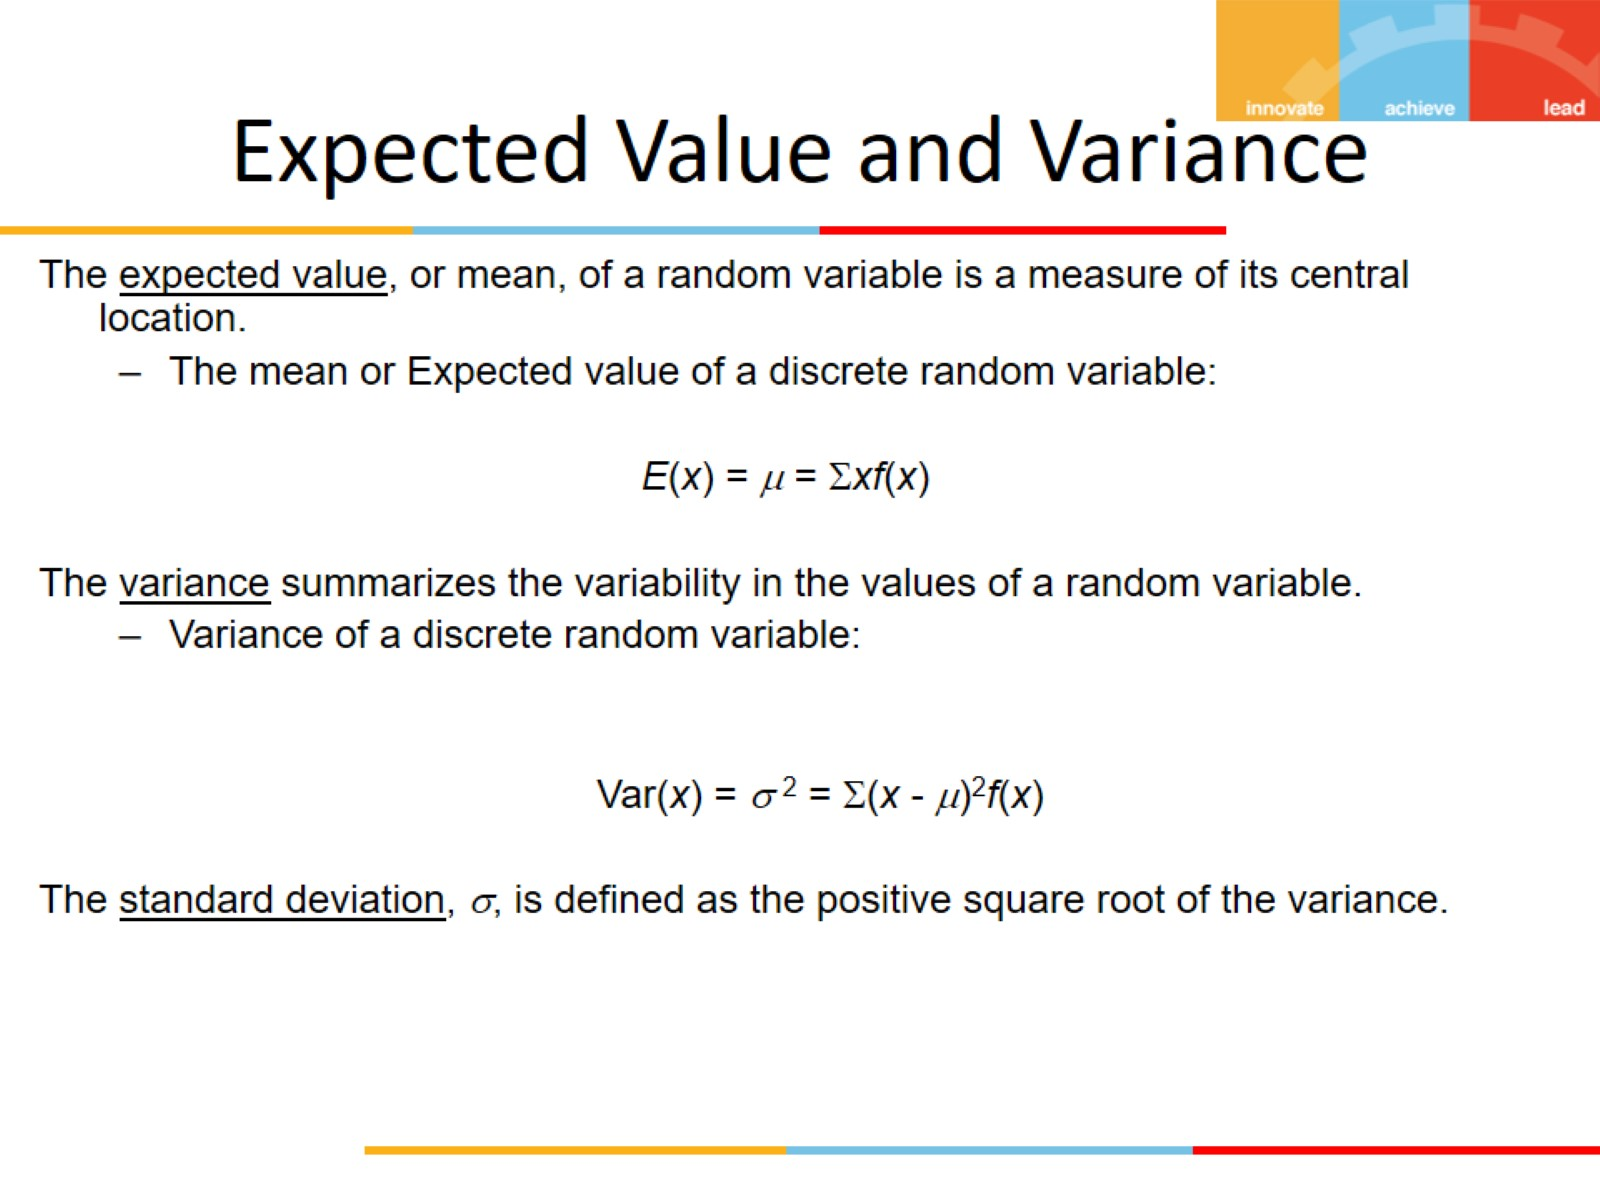 innovate achieve lead
Expected Value and Variance
The expected value, or mean, of a random variable is a measure of its central
location.
– The mean or Expected value of a discrete random variable:
E(x) = μ = Σxf(x)
The variance summarizes the variability in the values of a random variable.
– Variance of a discrete random variable:
Var(x) = σ² = Σ(x - μ)²f(x)
The standard deviation, σ, is defined as the positive square root of the variance.